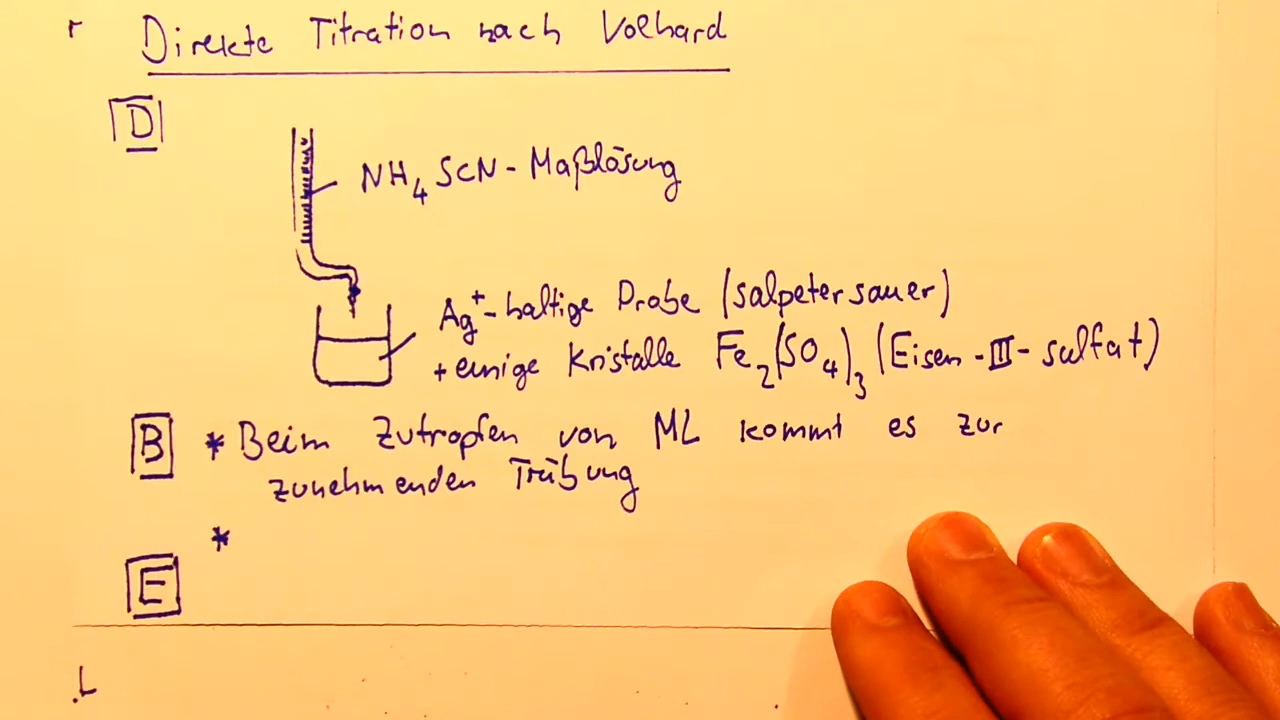 Direkte Titration nach Volhard
D
NH4SCN-Maßlösung
Ag+-haltige Probe (salpetersauer)
+ einige Kristalle Fe2(SO4)3 (Eisen-III-sulfat)
B * Beim Zutropfen von ML kommt es zur
zunehmenden Trübung
*
E